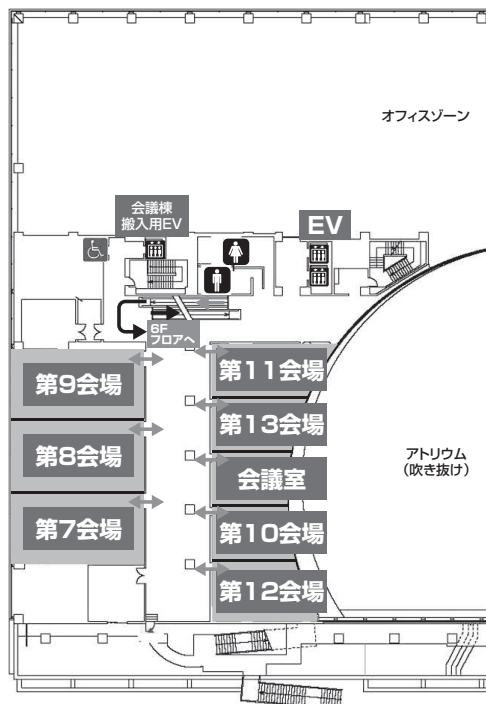 オフィスゾーン
会議棟
搬入用EV
EV
6F
フロアへ
第9会場
第11会場
第13会場
第8会場
会議室
アトリウム
(吹き抜け)
第7会場
第10会場
第12会場